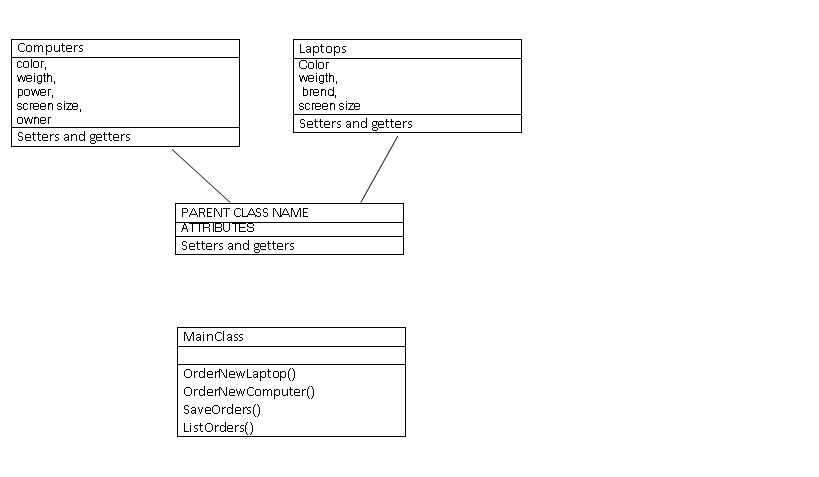 Computers
color,
weigth,
power,
screen size,
owner
Setters and getters
Laptops
Color
weigth,
brend,
screen size
Setters and getters
PARENT CLASS NAME
ATTRIBUTES
Setters and getters
MainClass
OrderNewLaptop()
OrderNewComputer()
SaveOrders()
ListOrders()